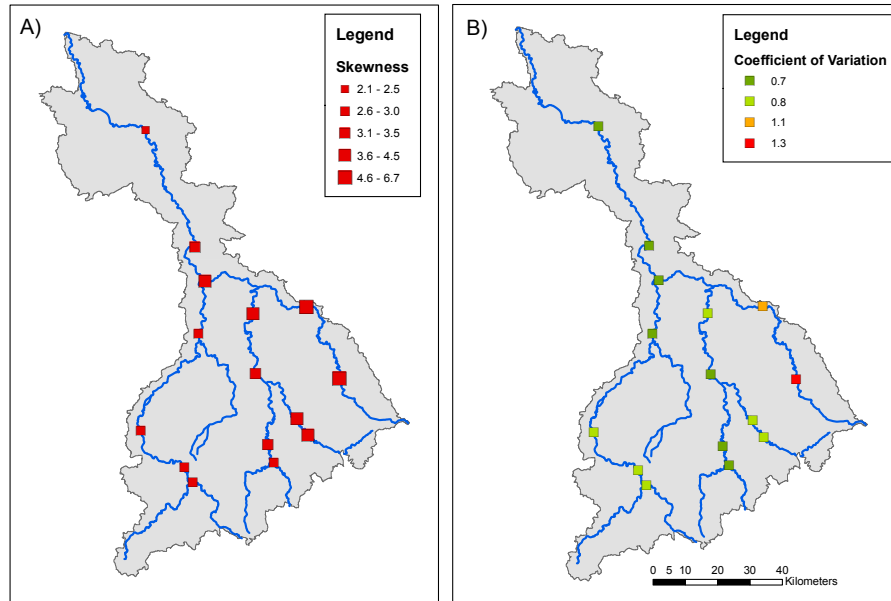 A)
Legend
Skewness
2.1 - 2.5
2.6 - 3.0
3.1 - 3.5
3.6 - 4.5
4.6 - 6.7
B)
Legend
Coefficient of Variation
0.7
0.8
1.1
1.3
0 5 10 20 30 40
Kilometers